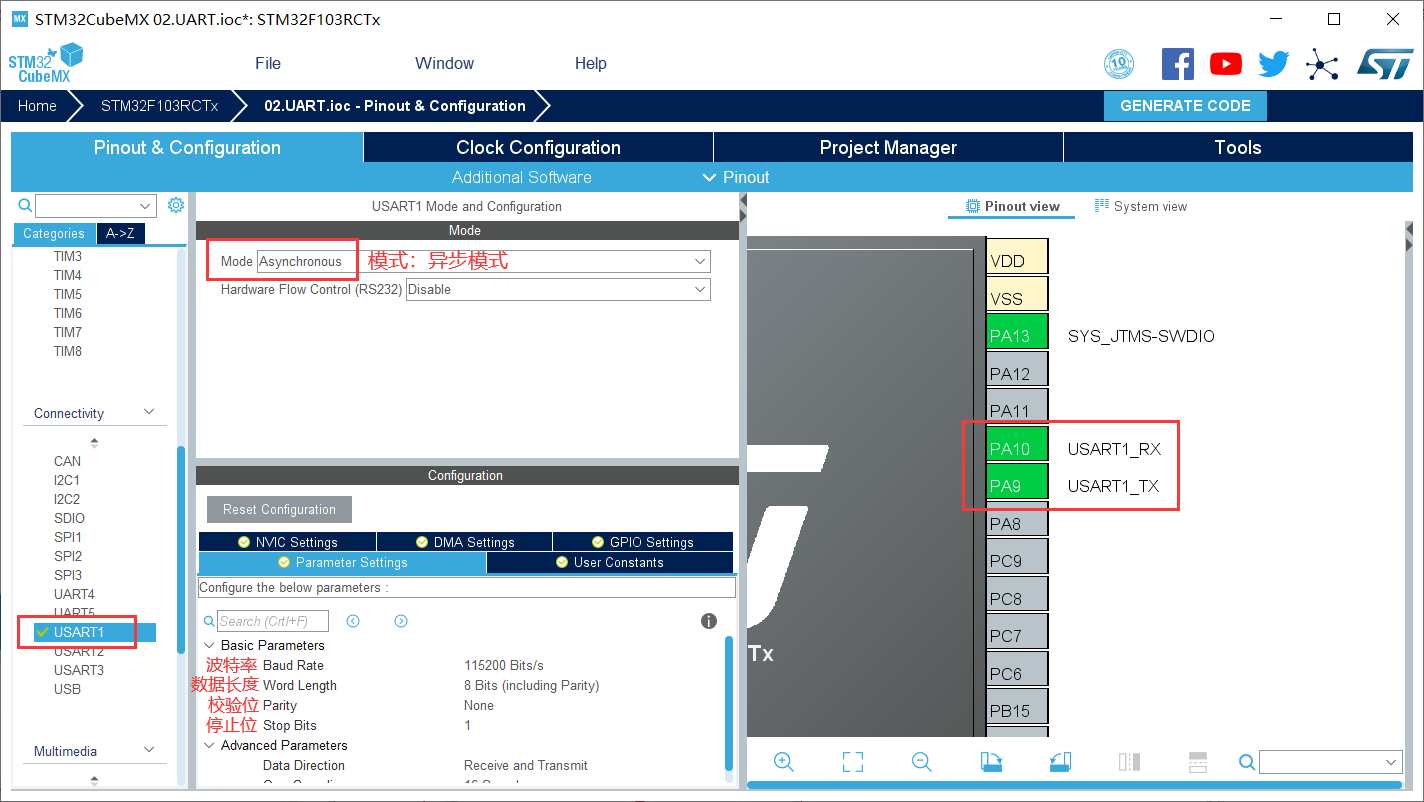 MX STM32CubeMX 02.UART.ioc*: STM32F103RCTx
STM32
CubeMX
File
Window
Help
10
Home
STM32F103RCTx
02.UART.ioc - Pinout & Configuration
GENERATE CODE
Pinout & Configuration
Clock Configuration
Project Manager
Tools
Additional Software
Pinout
Categories
A->Z
TIM3
TIM4
TIM5
TIM6
TIM7
TIM8
Connectivity
CAN
I2C1
I2C2
SDIO
SPI1
SPI2
SPI3
UART4
UART5
USART1
USART2
USART3
USB
Multimedia
USART1 Mode and Configuration
Mode
Mode Asynchronous
模式：异步模式
Hardware Flow Control (RS232) Disable
Configuration
Reset Configuration
NVIC Settings
DMA Settings
GPIO Settings
Parameter Settings
User Constants
Configure the below parameters :
Search (Crtl+F)
Basic Parameters
波特率 Baud Rate 115200 Bits/s
数据长度 Word Length 8 Bits (including Parity)
校验位 Parity None
停止位 Stop Bits 1
Advanced Parameters
Data Direction Receive and Transmit
Pinout view
System view
VDD
VSS
PA13 SYS_JTMS-SWDIO
PA12
PA11
PA10 USART1_RX
PA9 USART1_TX
PA8
PC9
PC8
PC7
PC6
PB15
Tx